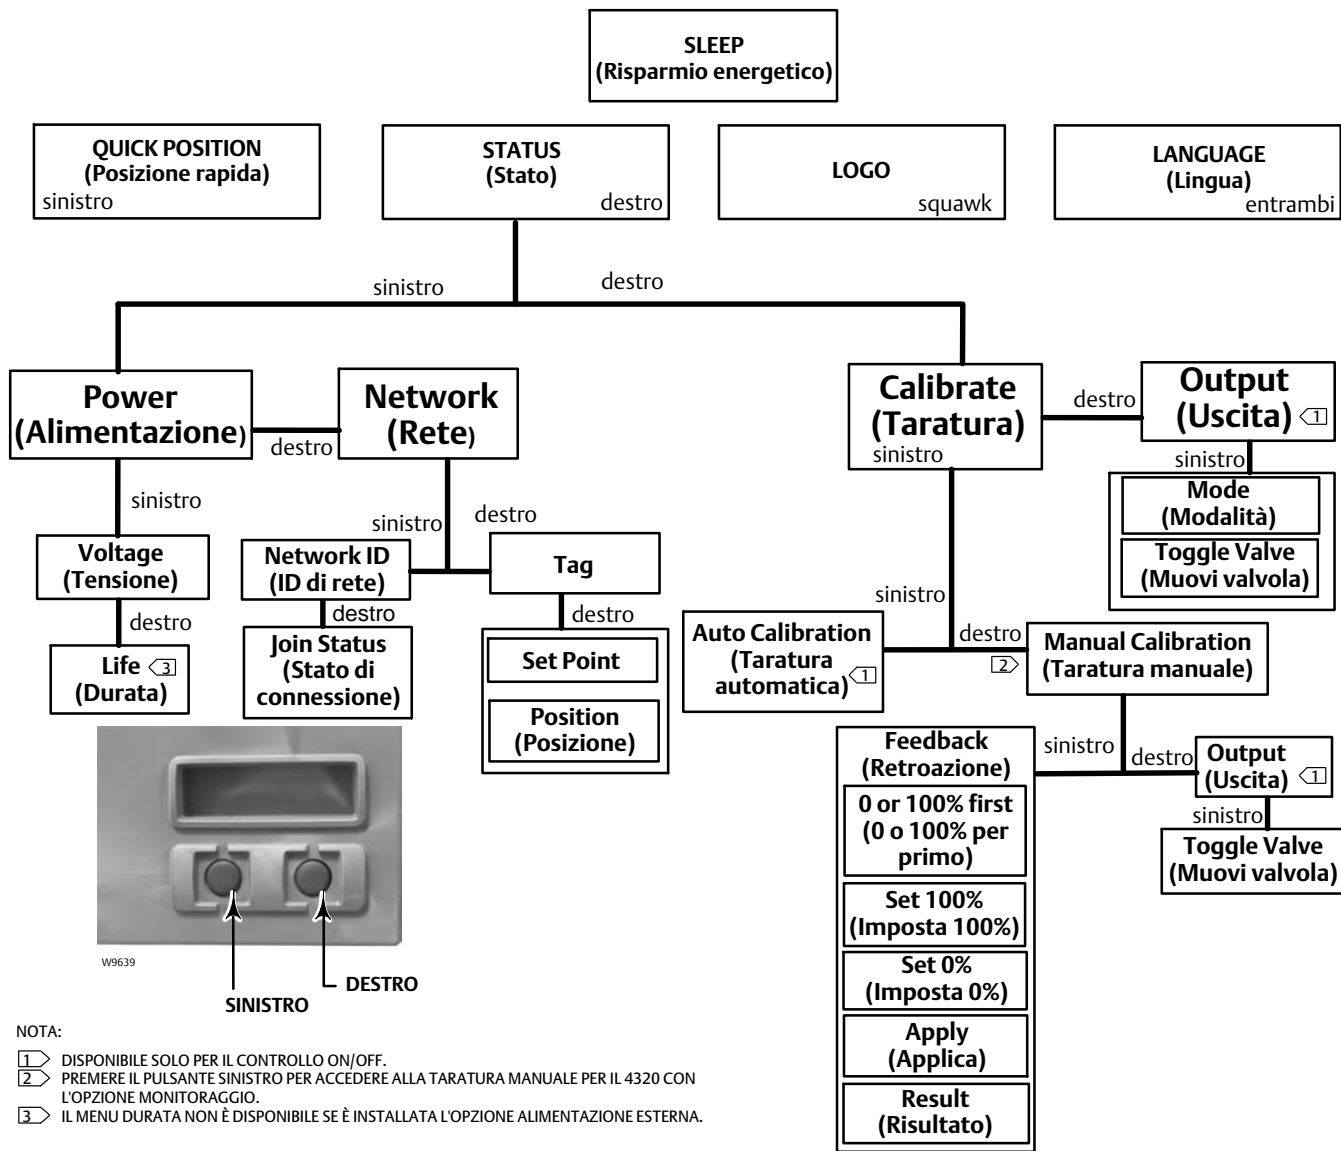 SLEEP
(Risparmio energetico)
QUICK POSITION
(Posizione rapida)
sinistro
STATUS
(Stato)
destro
LOGO
squawk
LANGUAGE
(Lingua)
entrambi
sinistro
destro
Power
(Alimentazione)
destro
Network
(Rete)
Calibrate
(Taratura)
sinistro
destro
Output
(Uscita) 1
sinistro
Mode
(Modalità)
Toggle Valve
(Muovi valvola)
sinistro
Voltage
(Tensione)
destro
Life 3
(Durata)
sinistro
destro
Network ID
(ID di rete)
destro
Join Status
(Stato di
connessione)
Tag
destro
Set Point
Position
(Posizione)
sinistro
Auto Calibration
(Taratura
automatica) 1
destro
2
Manual Calibration
(Taratura manuale)
sinistro
destro
Feedback
(Retroazione)
0 or 100% first
(0 o 100% per
primo)
Set 100%
(Imposta 100%)
Set 0%
(Imposta 0%)
Apply
(Applica)
Result
(Risultato)
Output
(Uscita) 1
sinistro
Toggle Valve
(Muovi valvola)
W9639
SINISTRO
DESTRO
NOTA:
1 DISPONIBILE SOLO PER IL CONTROLLO ON/OFF.
2 PREMERE IL PULSANTE SINISTRO PER ACCEDERE ALLA TARATURA MANUALE PER IL 4320 CON
L'OPZIONE MONITORAGGIO.
3 IL MENU DURATA NON È DISPONIBILE SE È INSTALLATA L'OPZIONE ALIMENTAZIONE ESTERNA.